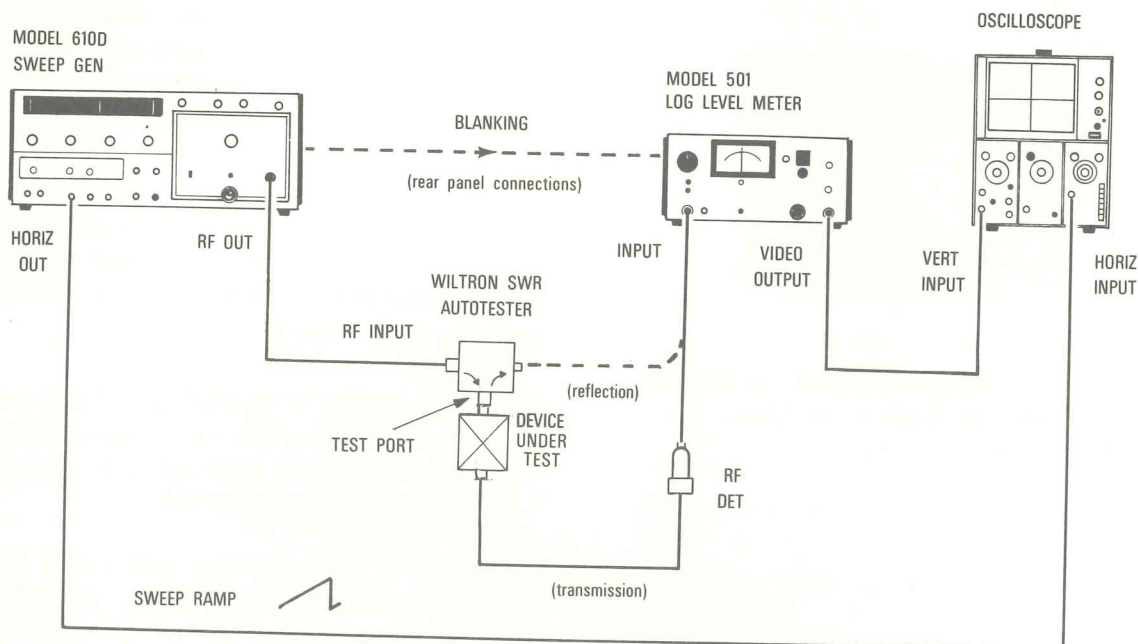 OSCILLOSCOPE
MODEL 610D
SWEEP GEN
MODEL 501
LOG LEVEL METER
BLANKING
(rear panel connections)
HORIZ
OUT
RF OUT
INPUT
VIDEO
OUTPUT
VERT
INPUT
HORIZ
INPUT
WILTRON SWR
AUTOTESTER
RF INPUT
(reflection)
TEST PORT
DEVICE
UNDER
TEST
RF
DET
(transmission)
SWEEP RAMP